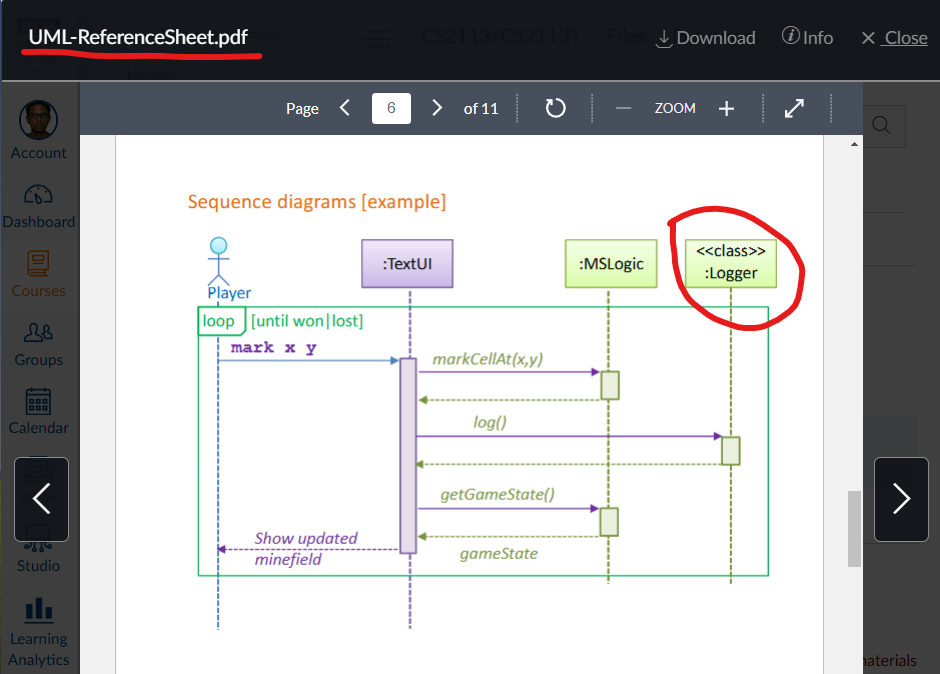 UML-ReferenceSheet.pdf
CS2113/CS2113T
Files
Download
Info
× Close
Home
Page
6
of 11
ZOOM
Account
Dashboard
Courses
Groups
Calendar
Studio
Learning
Analytics
Sequence diagrams [example]
Player
:TextUI
:MSLogic
<<class>>
:Logger
loop
[until won|lost]
mark x y
markCellAt(x,y)
log()
getGameState()
Show updated
minefield
gameState